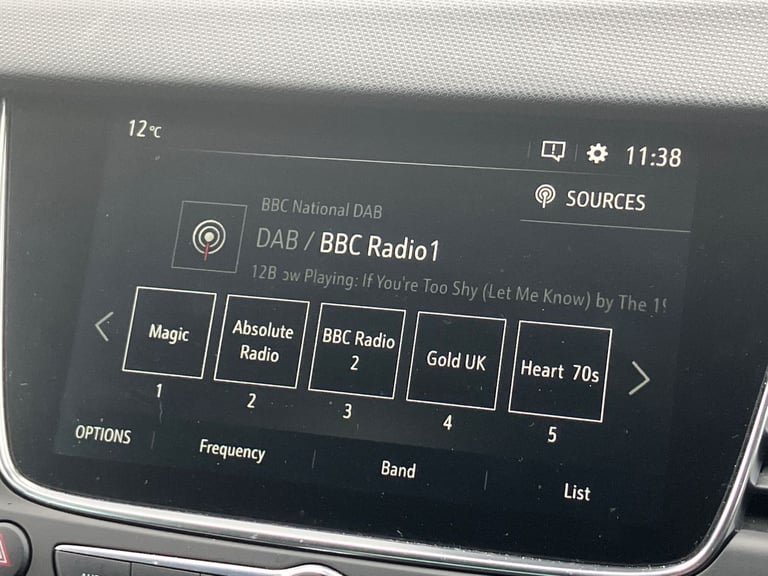 12°C
11:38
SOURCES
BBC National DAB
DAB / BBC Radio1
12B ow Playing: If You're Too Shy (Let Me Know) by The
Magic
Absolute
Radio
BBC Radio
2
Gold UK
Heart 70s
1
2
3
4
5
OPTIONS
Frequency
Band
List